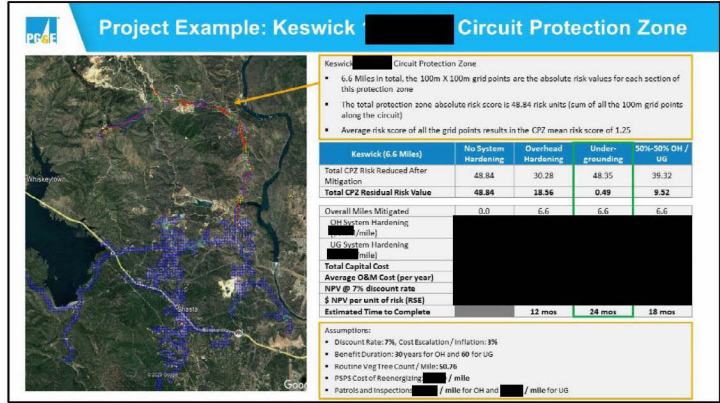 PG&E
Project Example: Keswick 1 Circuit Protection Zone
Keswick Circuit Protection Zone
▪ 6.6 Miles in total, the 100m X 100m grid points are the absolute risk values for each section of
this protection zone
▪ The total protection zone absolute risk score is 48.84 risk units (sum of all the 100m grid points
along the circuit)
▪ Average risk score of all the grid points results in the CPZ mean risk score of 1.25
Keswick (6.6 Miles) No System Hardening Overhead Hardening Under-grounding 50%-50% OH / UG
Total CPZ Risk Reduced After Mitigation 48.84 30.28 48.35 39.32
Total CPZ Residual Risk Value 48.84 18.56 0.49 9.52
Overall Miles Mitigated 0.0 6.6 6.6 6.6
OH System Hardening
/mile)
UG System Hardening
/mile)
Total Capital Cost
Average O&M Cost (per year)
NPV @ 7% discount rate
$ NPV per unit of risk (RSE)
Estimated Time to Complete 12 mos 24 mos 18 mos
Assumptions:
▪ Discount Rate: 7%, Cost Escalation / Inflation: 3%
▪ Benefit Duration: 30 years for OH and 60 for UG
▪ Routine Veg Tree Count / Mile: 50.76
▪ PSPS Cost of Reenergizing / mile
▪ Patrols and Inspections / mile for OH and / mile for UG
Whiskeytown
Shasta
Goog